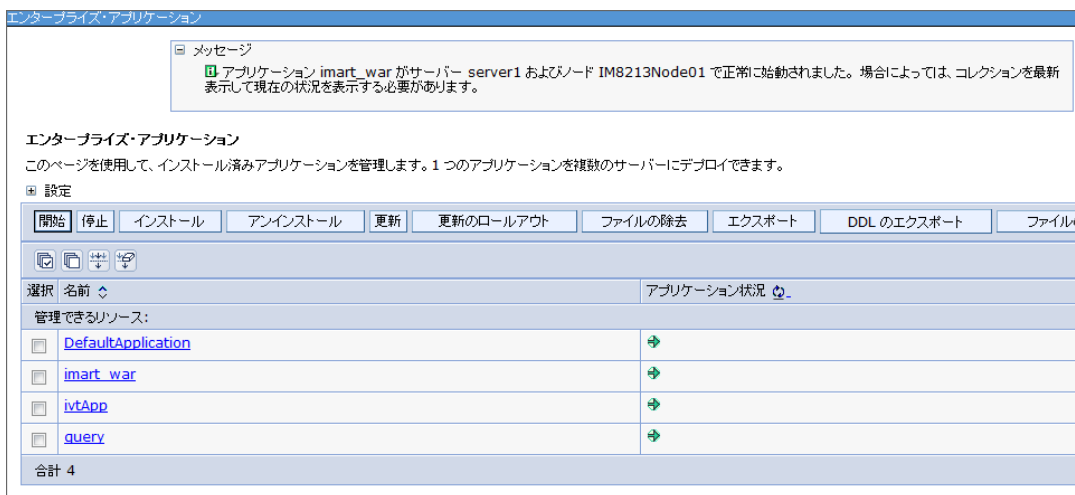 エンタープライズ・アプリケーション
メッセージ
アプリケーション imart_war がサーバー server1 およびノード IM8213Node01 で正常に始動されました。場合によっては、コレクションを最新
表示して現在の状況を表示する必要があります。
エンタープライズ・アプリケーション
このページを使用して、インストール済みアプリケーションを管理します。1 つのアプリケーションを複数のサーバーにデプロイできます。
設定
開始 停止 インストール アンインストール 更新 更新のロールアウト ファイルの除去 エクスポート DDL のエクスポート ファイル
選択 名前 アプリケーション状況
管理できるリソース:
DefaultApplication
imart_war
ivtApp
query
合計 4